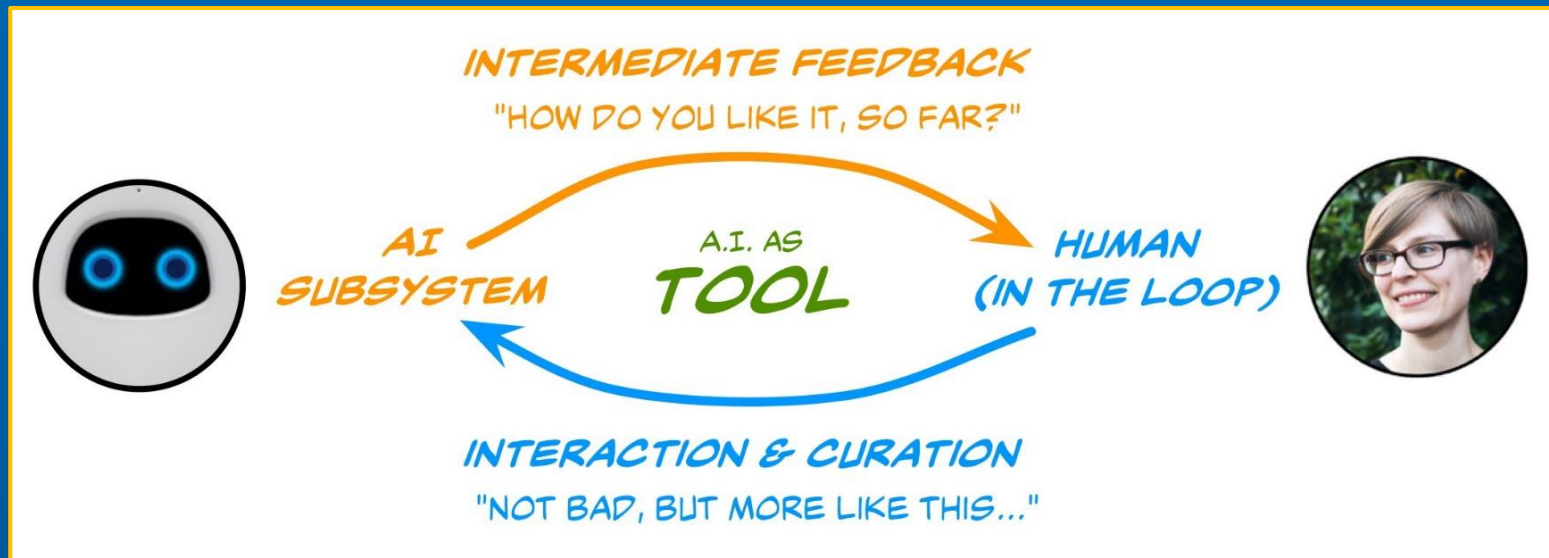 INTERMEDIATE FEEDBACK
"HOW DO YOU LIKE IT, SO FAR?"
AI
SUBSYSTEM
A.I. AS
TOOL
HUMAN
(IN THE LOOP)
INTERACTION & CURATION
"NOT BAD, BUT MORE LIKE THIS..."